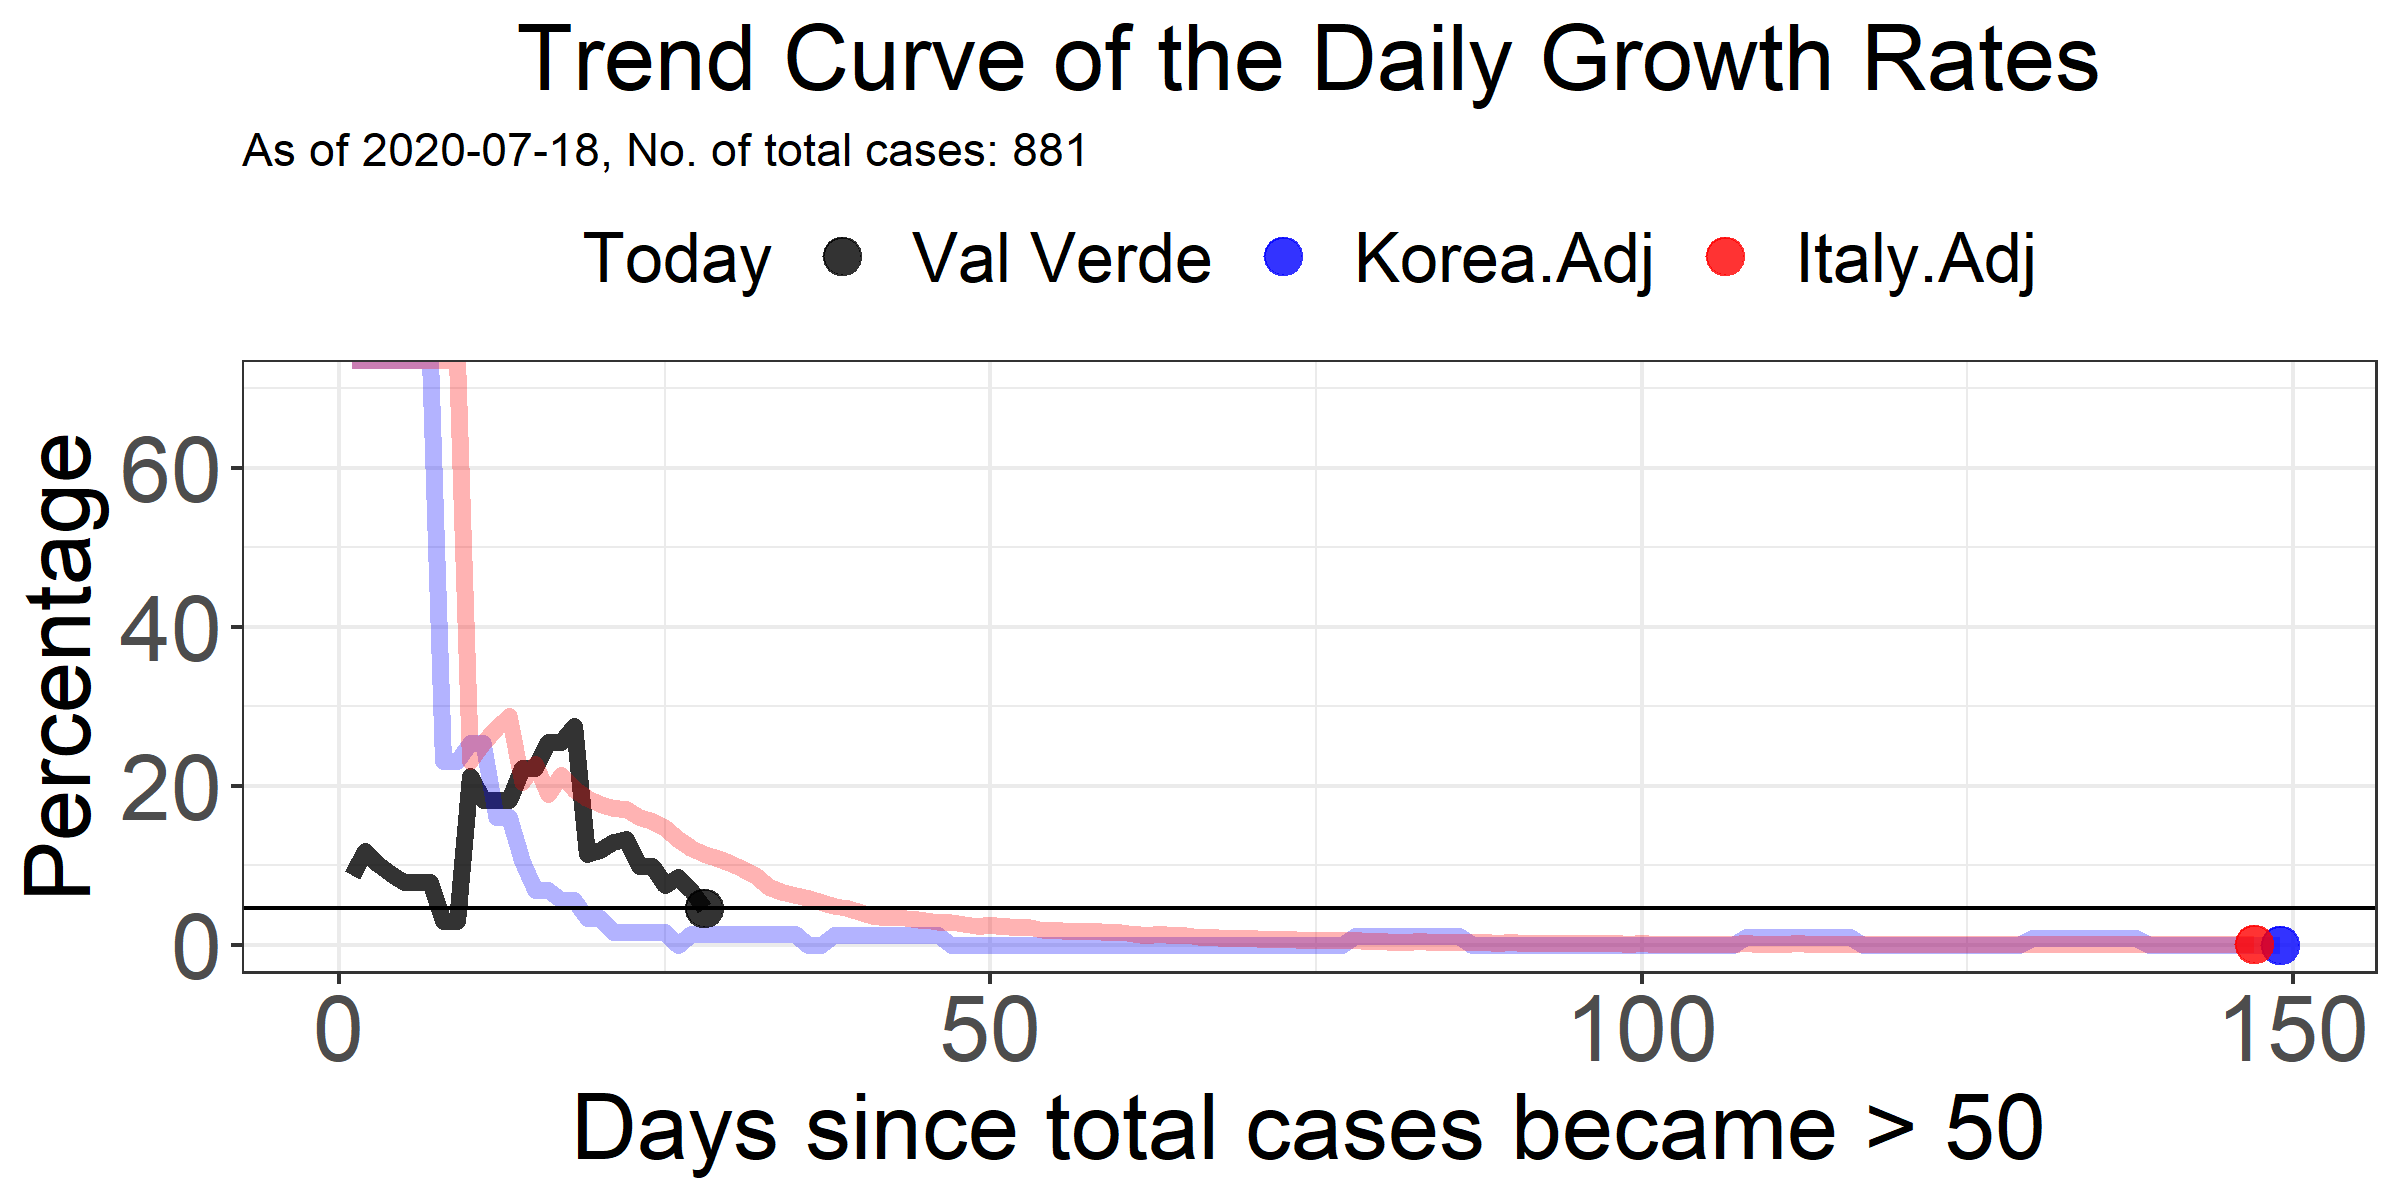 Trend Curve of the Daily Growth Rates
As of 2020-07-18, No. of total cases: 881
Today Val Verde Korea.Adj Italy.Adj
Percentage
60
40
20
0
0 50 100 150
Days since total cases became > 50